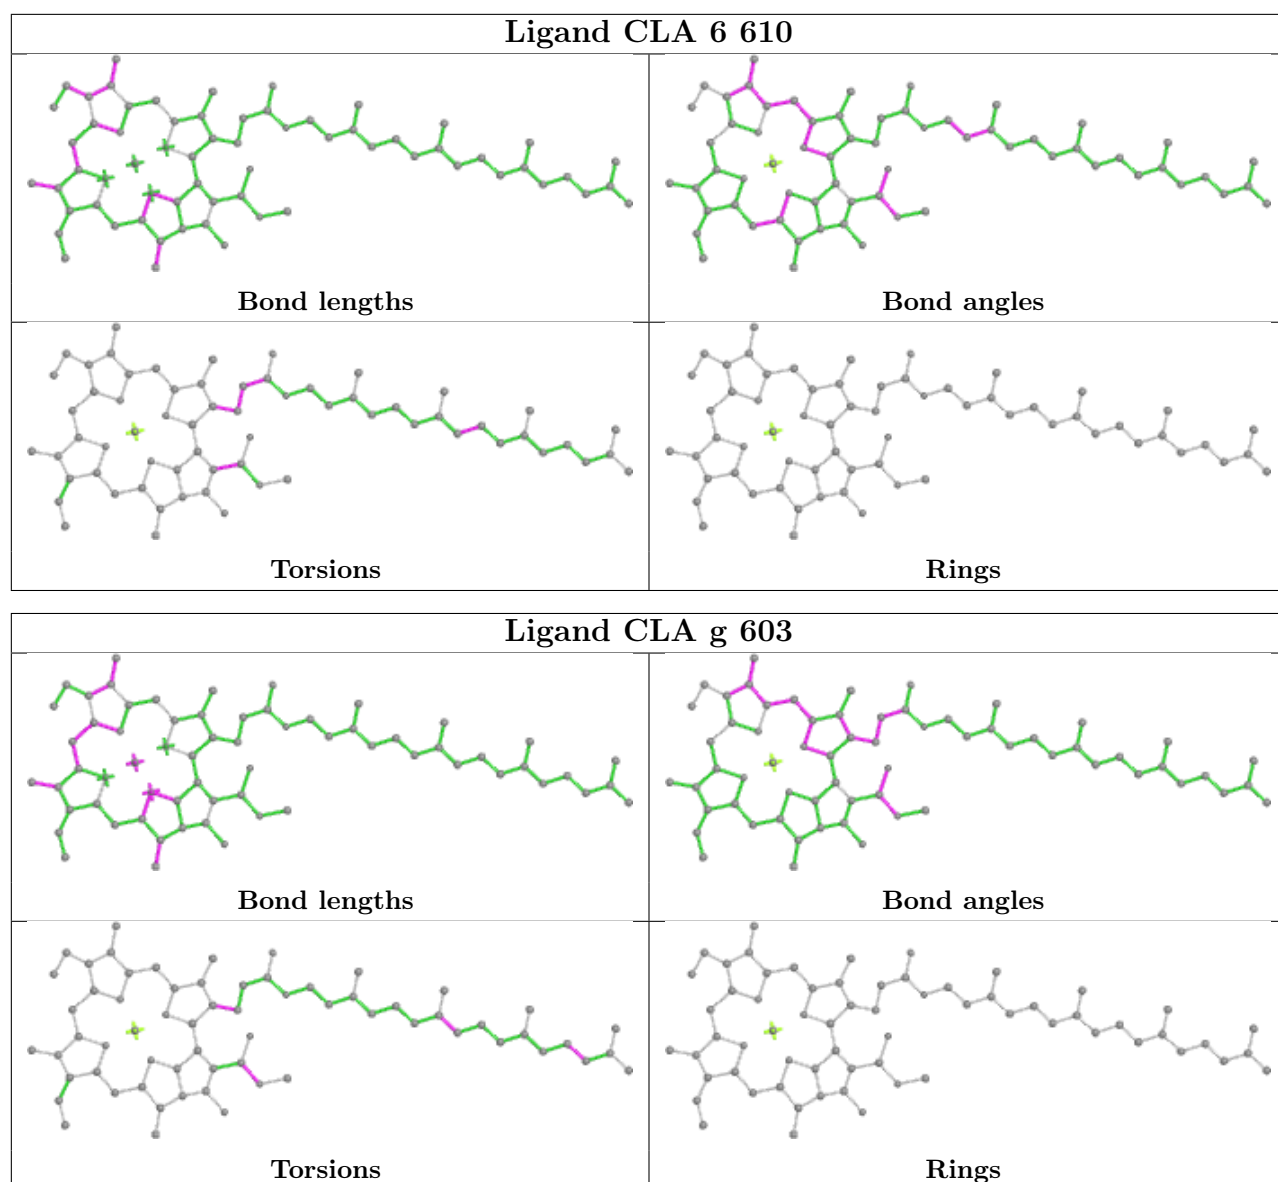 Ligand CLA 6 610
Bond lengths
Bond angles
Torsions
Rings
Ligand CLA g 603
Bond lengths
Bond angles
Torsions
Rings